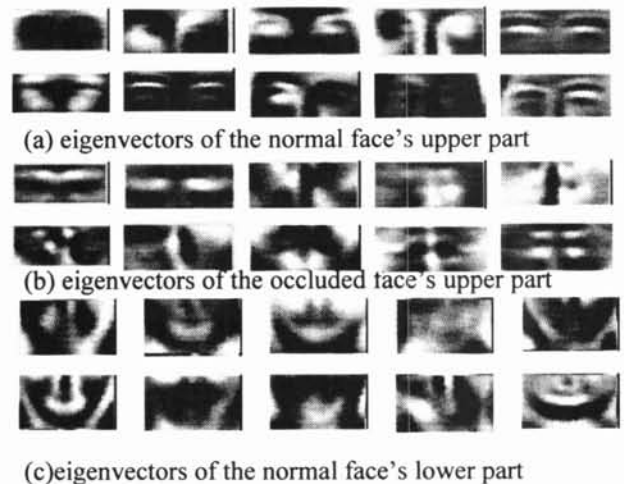 (a) eigenvectors of the normal face's upper part
(b) eigenvectors of the occluded face's upper part
(c)eigenvectors of the normal face's lower part